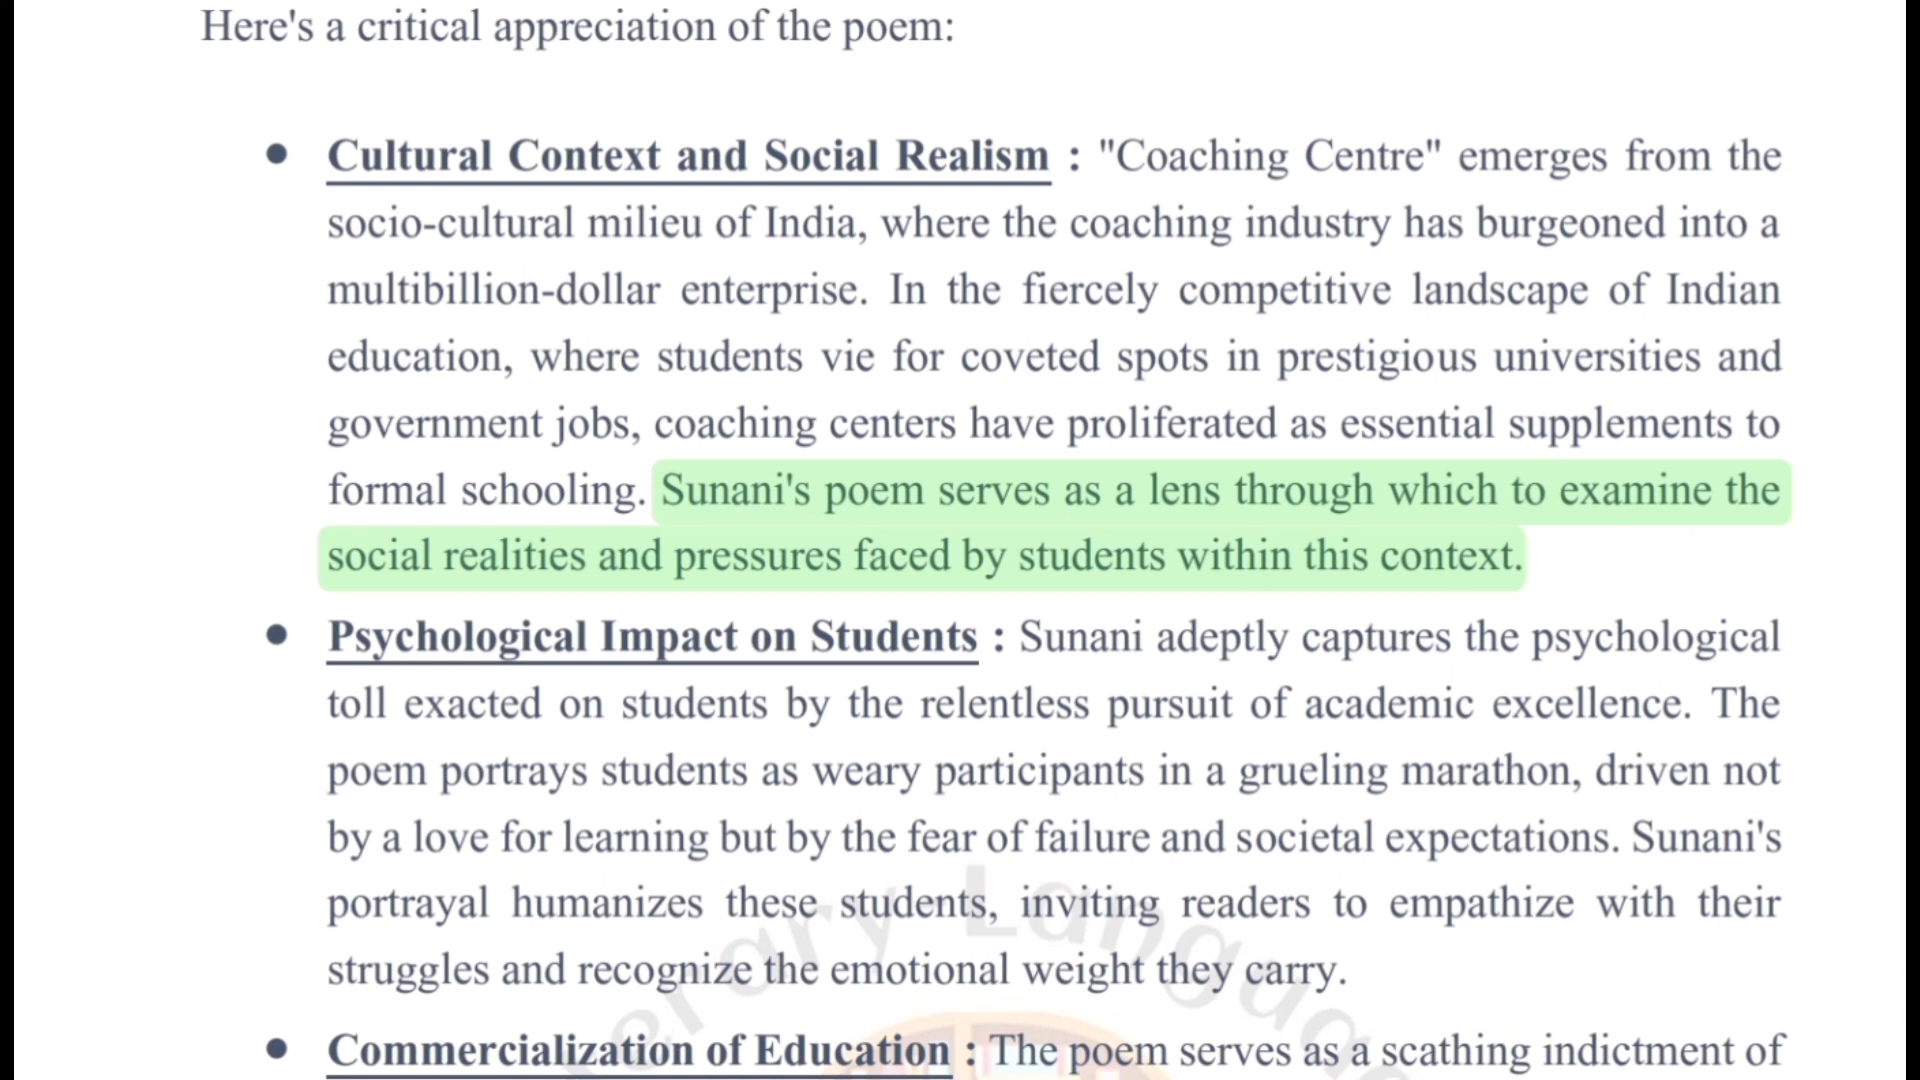 Here's a critical appreciation of the poem:
● Cultural Context and Social Realism : "Coaching Centre" emerges from the
socio-cultural milieu of India, where the coaching industry has burgeoned into a
multibillion-dollar enterprise. In the fiercely competitive landscape of Indian
education, where students vie for coveted spots in prestigious universities and
government jobs, coaching centers have proliferated as essential supplements to
formal schooling. Sunani's poem serves as a lens through which to examine the
social realities and pressures faced by students within this context.
● Psychological Impact on Students : Sunani adeptly captures the psychological
toll exacted on students by the relentless pursuit of academic excellence. The
poem portrays students as weary participants in a grueling marathon, driven not
by a love for learning but by the fear of failure and societal expectations. Sunani's
portrayal humanizes these students, inviting readers to empathize with their
struggles and recognize the emotional weight they carry.
● Commercialization of Education : The poem serves as a scathing indictment of